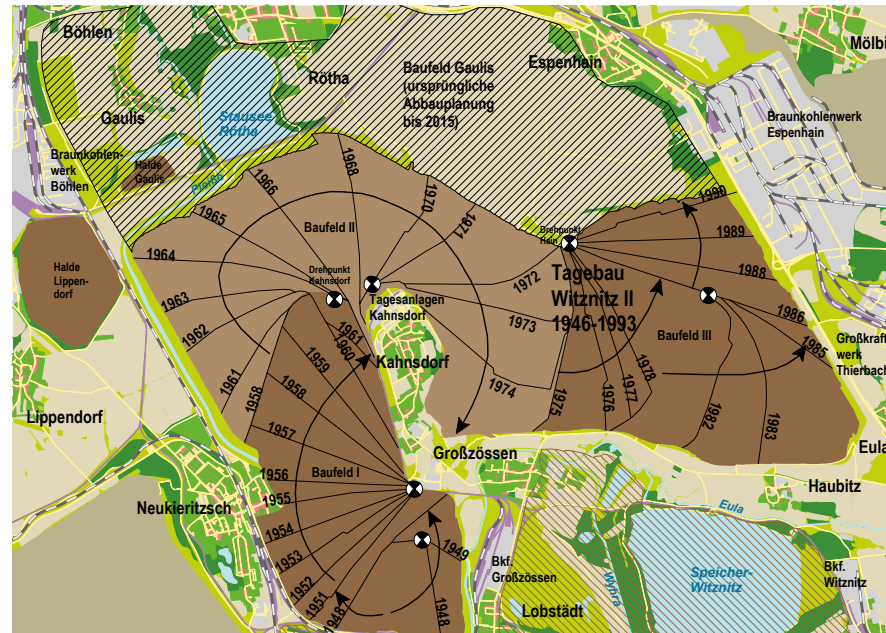 Böhlen
Rötha
Gaulis
Stausee
Rötha
Baufeld Gaulis
(ursprüngliche
Abbauplanung
bis 2015)
Espenhain
Mölbi
Braunkohlenwerk
Espenhain
Braunkohlen-
werk
Böhlen
Halde
Gaulis
Pleiße
1964
1965
1966
1968
1970
1971
Baufeld II
Drehpunkt
Kahnsdorf
Tagesanlagen
Kahnsdorf
Kahnsdorf
Halde
Lippen-
dorf
1963
1962
1961
1958
1961
1960
1959
1958
1957
1956
1955
1954
1953
1952
1951
1948
1949
1948
Baufeld I
Drehpunkt
Hain
1972
1973
1974
1975
1976
1977
1978
1982
1983
1985
1986
1988
1989
1990
Tagebau
Witznitz II
1946-1993
Baufeld III
Großkraft
werk
Thierbach
Lippendorf
Neukieritzsch
Großzössen
Eula
Haubitz
Eula
Wyhra
Bkf.
Großzössen
Lobstädt
Speicher-
Witznitz
Bkf.
Witznitz